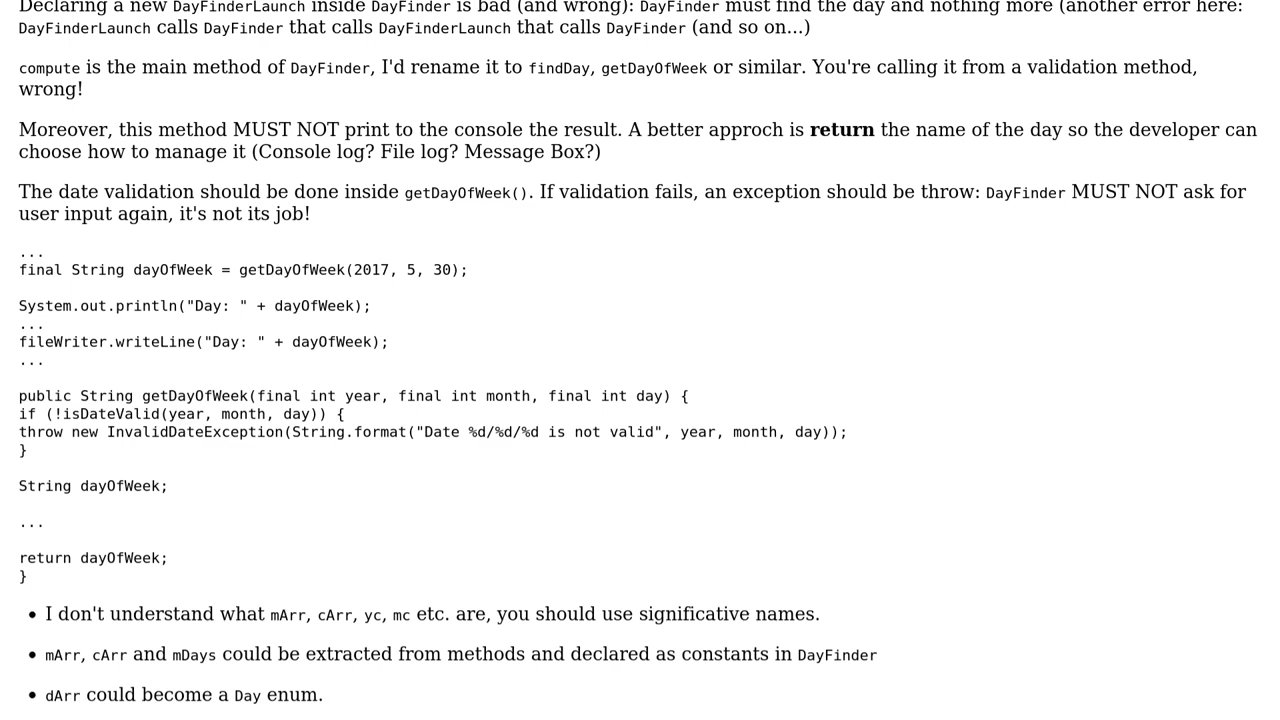 Declaring a new DayFinderLaunch inside DayFinder is bad (and wrong): DayFinder must find the day and nothing more (another error here:
DayFinderLaunch calls DayFinder that calls DayFinderLaunch that calls DayFinder (and so on...)
compute is the main method of DayFinder, I'd rename it to findDay, getDayOfWeek or similar. You're calling it from a validation method,
wrong!
Moreover, this method MUST NOT print to the console the result. A better approch is return the name of the day so the developer can
choose how to manage it (Console log? File log? Message Box?)
The date validation should be done inside getDayOfWeek(). If validation fails, an exception should be throw: DayFinder MUST NOT ask for
user input again, it's not its job!
...
final String dayOfWeek = getDayOfWeek(2017, 5, 30);
System.out.println("Day: " + dayOfWeek);
...
fileWriter.writeLine("Day: " + dayOfWeek);
...
public String getDayOfWeek(final int year, final int month, final int day) {
if (!isDateValid(year, month, day)) {
throw new InvalidDateException(String.format("Date %d/%d/%d is not valid", year, month, day));
}
String dayOfWeek;
...
return dayOfWeek;
}
• I don't understand what mArr, cArr, yc, mc etc. are, you should use significative names.
• mArr, cArr and mDays could be extracted from methods and declared as constants in DayFinder
• dArr could become a Day enum.